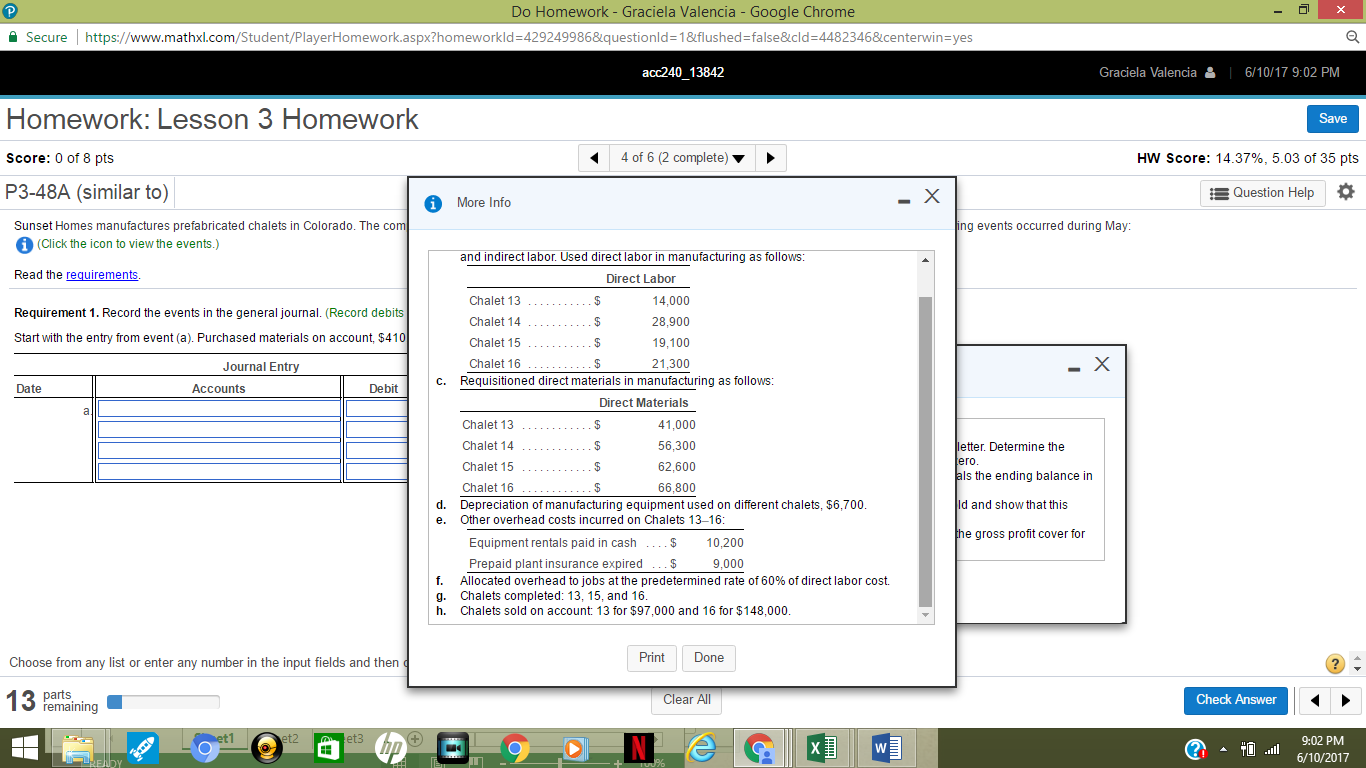 Do Homework - Graciela Valencia - Google Chrome
Secure | https://www.mathxl.com/Student/PlayerHomework.aspx?homeworkId=429249986&questionId=1&flushed=false&cId=4482346&centerwin=yes
acc240_13842
Graciela Valencia | 6/10/17 9:02 PM
Homework: Lesson 3 Homework
Save
Score: 0 of 8 pts
4 of 6 (2 complete)
HW Score: 14.37%, 5.03 of 35 pts
P3-48A (similar to)
Question Help
Sunset Homes manufactures prefabricated chalets in Colorado. The com
ing events occurred during May:
(Click the icon to view the events.)
Read the requirements.
Requirement 1. Record the events in the general journal. (Record debits
Start with the entry from event (a). Purchased materials on account, $410
Journal Entry
Date Accounts Debit
a.
More Info
X
and indirect labor. Used direct labor in manufacturing as follows:
Direct Labor
Chalet 13 ........... $ 14,000
Chalet 14 ........... $ 28,900
Chalet 15 ........... $ 19,100
Chalet 16 ........... $ 21,300
c. Requisitioned direct materials in manufacturing as follows:
Direct Materials
Chalet 13 ............ $ 41,000
Chalet 14 ............ $ 56,300
Chalet 15 ............ $ 62,600
Chalet 16 ............ $ 66,800
d. Depreciation of manufacturing equipment used on different chalets, $6,700.
e. Other overhead costs incurred on Chalets 13–16:
Equipment rentals paid in cash .... $ 10,200
Prepaid plant insurance expired ... $ 9,000
f. Allocated overhead to jobs at the predetermined rate of 60% of direct labor cost.
g. Chalets completed: 13, 15, and 16.
h. Chalets sold on account: 13 for $97,000 and 16 for $148,000.
Print Done
X
letter. Determine the
ero.
als the ending balance in
ld and show that this
the gross profit cover for
Choose from any list or enter any number in the input fields and then c
?
13 parts remaining
Clear All
Check Answer
et1 et2 et3
READY
100%
hp
N
9:02 PM
6/10/2017